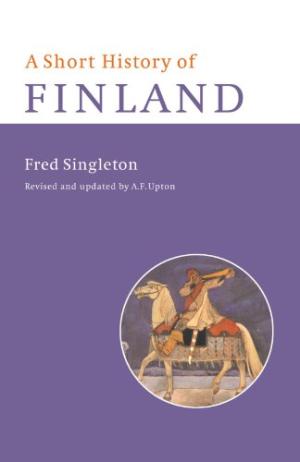 A Short History of
FINLAND
Fred Singleton
Revised and updated by A.F. Upton